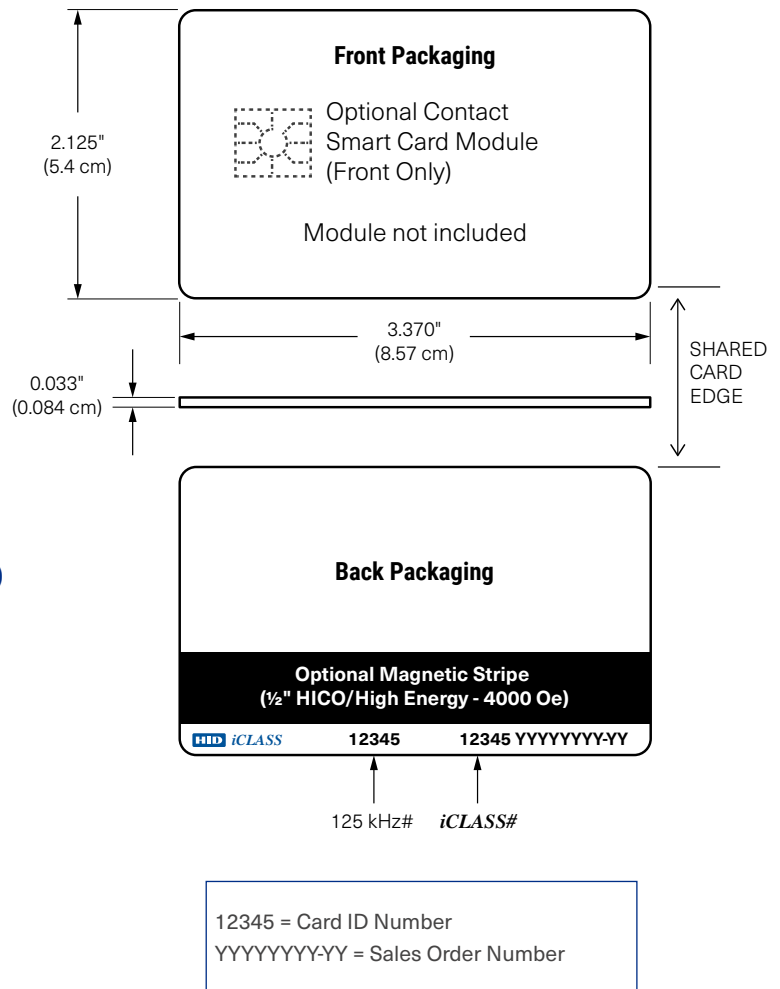 Front Packaging
Optional Contact
Smart Card Module
(Front Only)
Module not included
2.125"
(5.4 cm)
3.370"
(8.57 cm)
SHARED
CARD
EDGE
0.033"
(0.084 cm)
Back Packaging
Optional Magnetic Stripe
(½" HICO/High Energy - 4000 Oe)
HID iCLASS 12345 12345 YYYYYYYY-YY
125 kHz# iCLASS#
12345 = Card ID Number
YYYYYYYY-YY = Sales Order Number